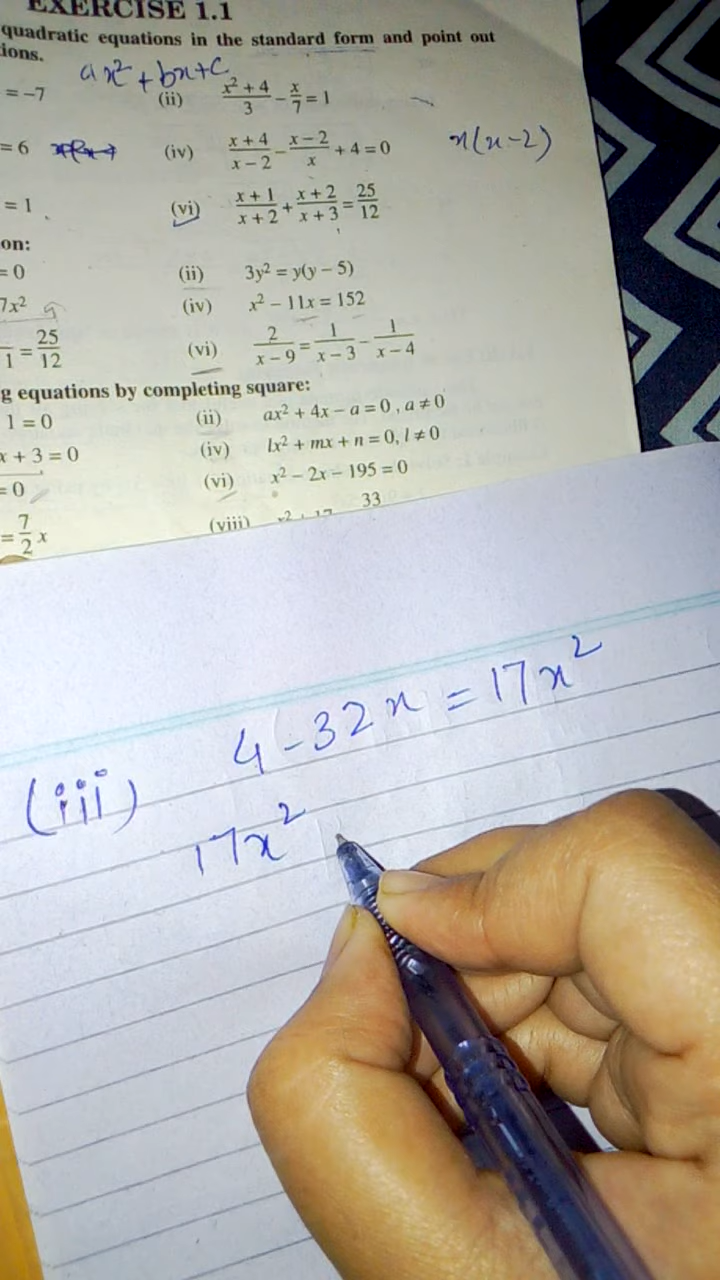 EXERCISE 1.1
quadratic equations in the standard form and point out
ions.
ax² + bx + c
= -7 (ii) (x² + 4)/3 - x/7 = 1
= 6 (iv) (x + 4)/(x - 2) - (x - 2)/x + 4 = 0 x(x-2)
= 1 (vi) (x + 1)/(x + 2) + (x + 2)/(x + 3) = 25/12
on:
= 0 (ii) 3y² = y(y - 5)
7x² (iv) x² - 11x = 152
1 = 25/12 (vi) 2/(x - 9) = 1/(x - 3) - 1/(x - 4)
g equations by completing square:
1 = 0 (ii) ax² + 4x - a = 0 , a ≠ 0
x + 3 = 0 (iv) lx² + mx + n = 0, l ≠ 0
= 0 (vi) x² - 2x - 195 = 0
= 7/2 x (viii) 33
(iii) 4 - 32x = 17x²
17x²